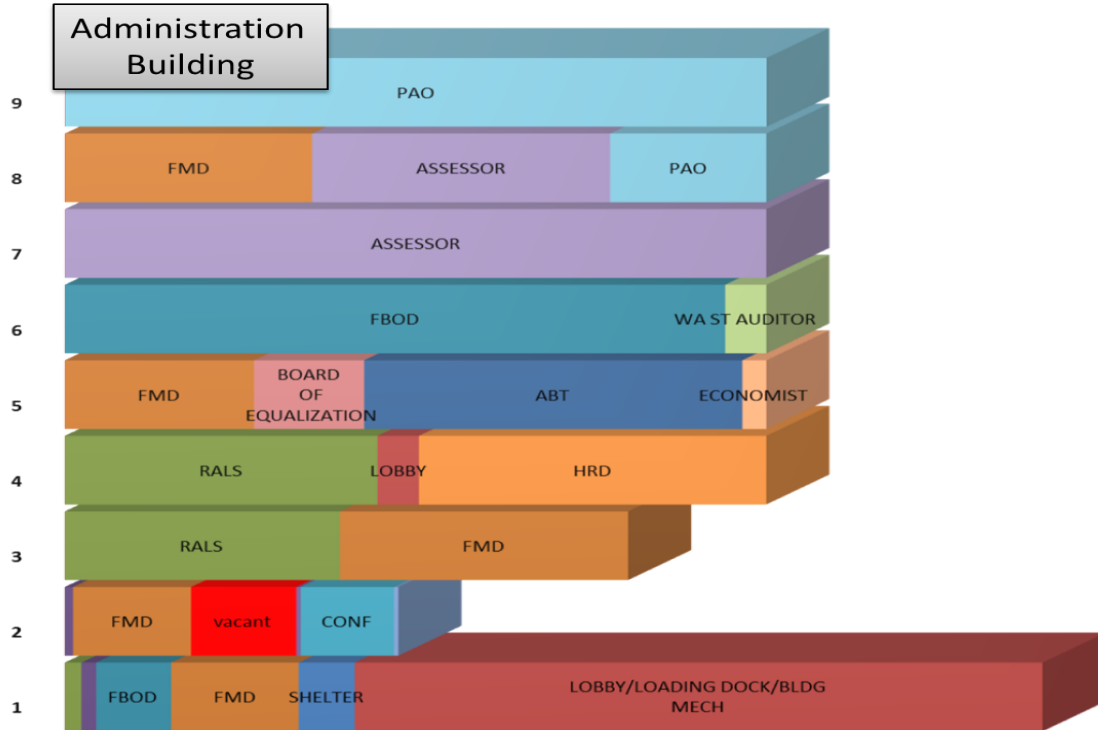 Administration
Building
9
PAO
8
FMD
ASSESSOR
PAO
7
ASSESSOR
6
FBOD
WA ST AUDITOR
5
FMD
BOARD
OF
EQUALIZATION
ABT
ECONOMIST
4
RALS
LOBBY
HRD
3
RALS
FMD
2
FMD
vacant
CONF
1
FBOD
FMD
SHELTER
LOBBY/LOADING DOCK/BLDG
MECH